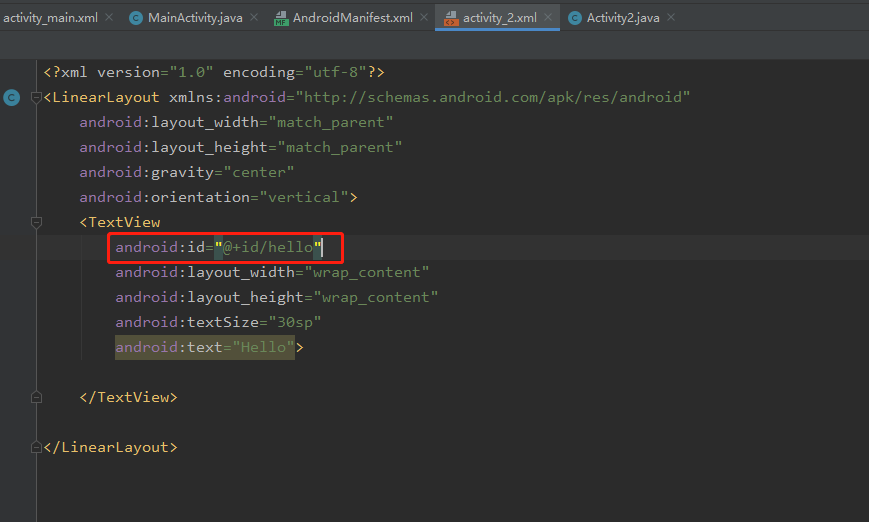 activity_main.xml MainActivity.java AndroidManifest.xml activity_2.xml Activity2.java
<?xml version="1.0" encoding="utf-8"?>
<LinearLayout xmlns:android="http://schemas.android.com/apk/res/android"
    android:layout_width="match_parent"
    android:layout_height="match_parent"
    android:gravity="center"
    android:orientation="vertical">
    <TextView
        android:id="@+id/hello"
        android:layout_width="wrap_content"
        android:layout_height="wrap_content"
        android:textSize="30sp"
        android:text="Hello">
    </TextView>
</LinearLayout>